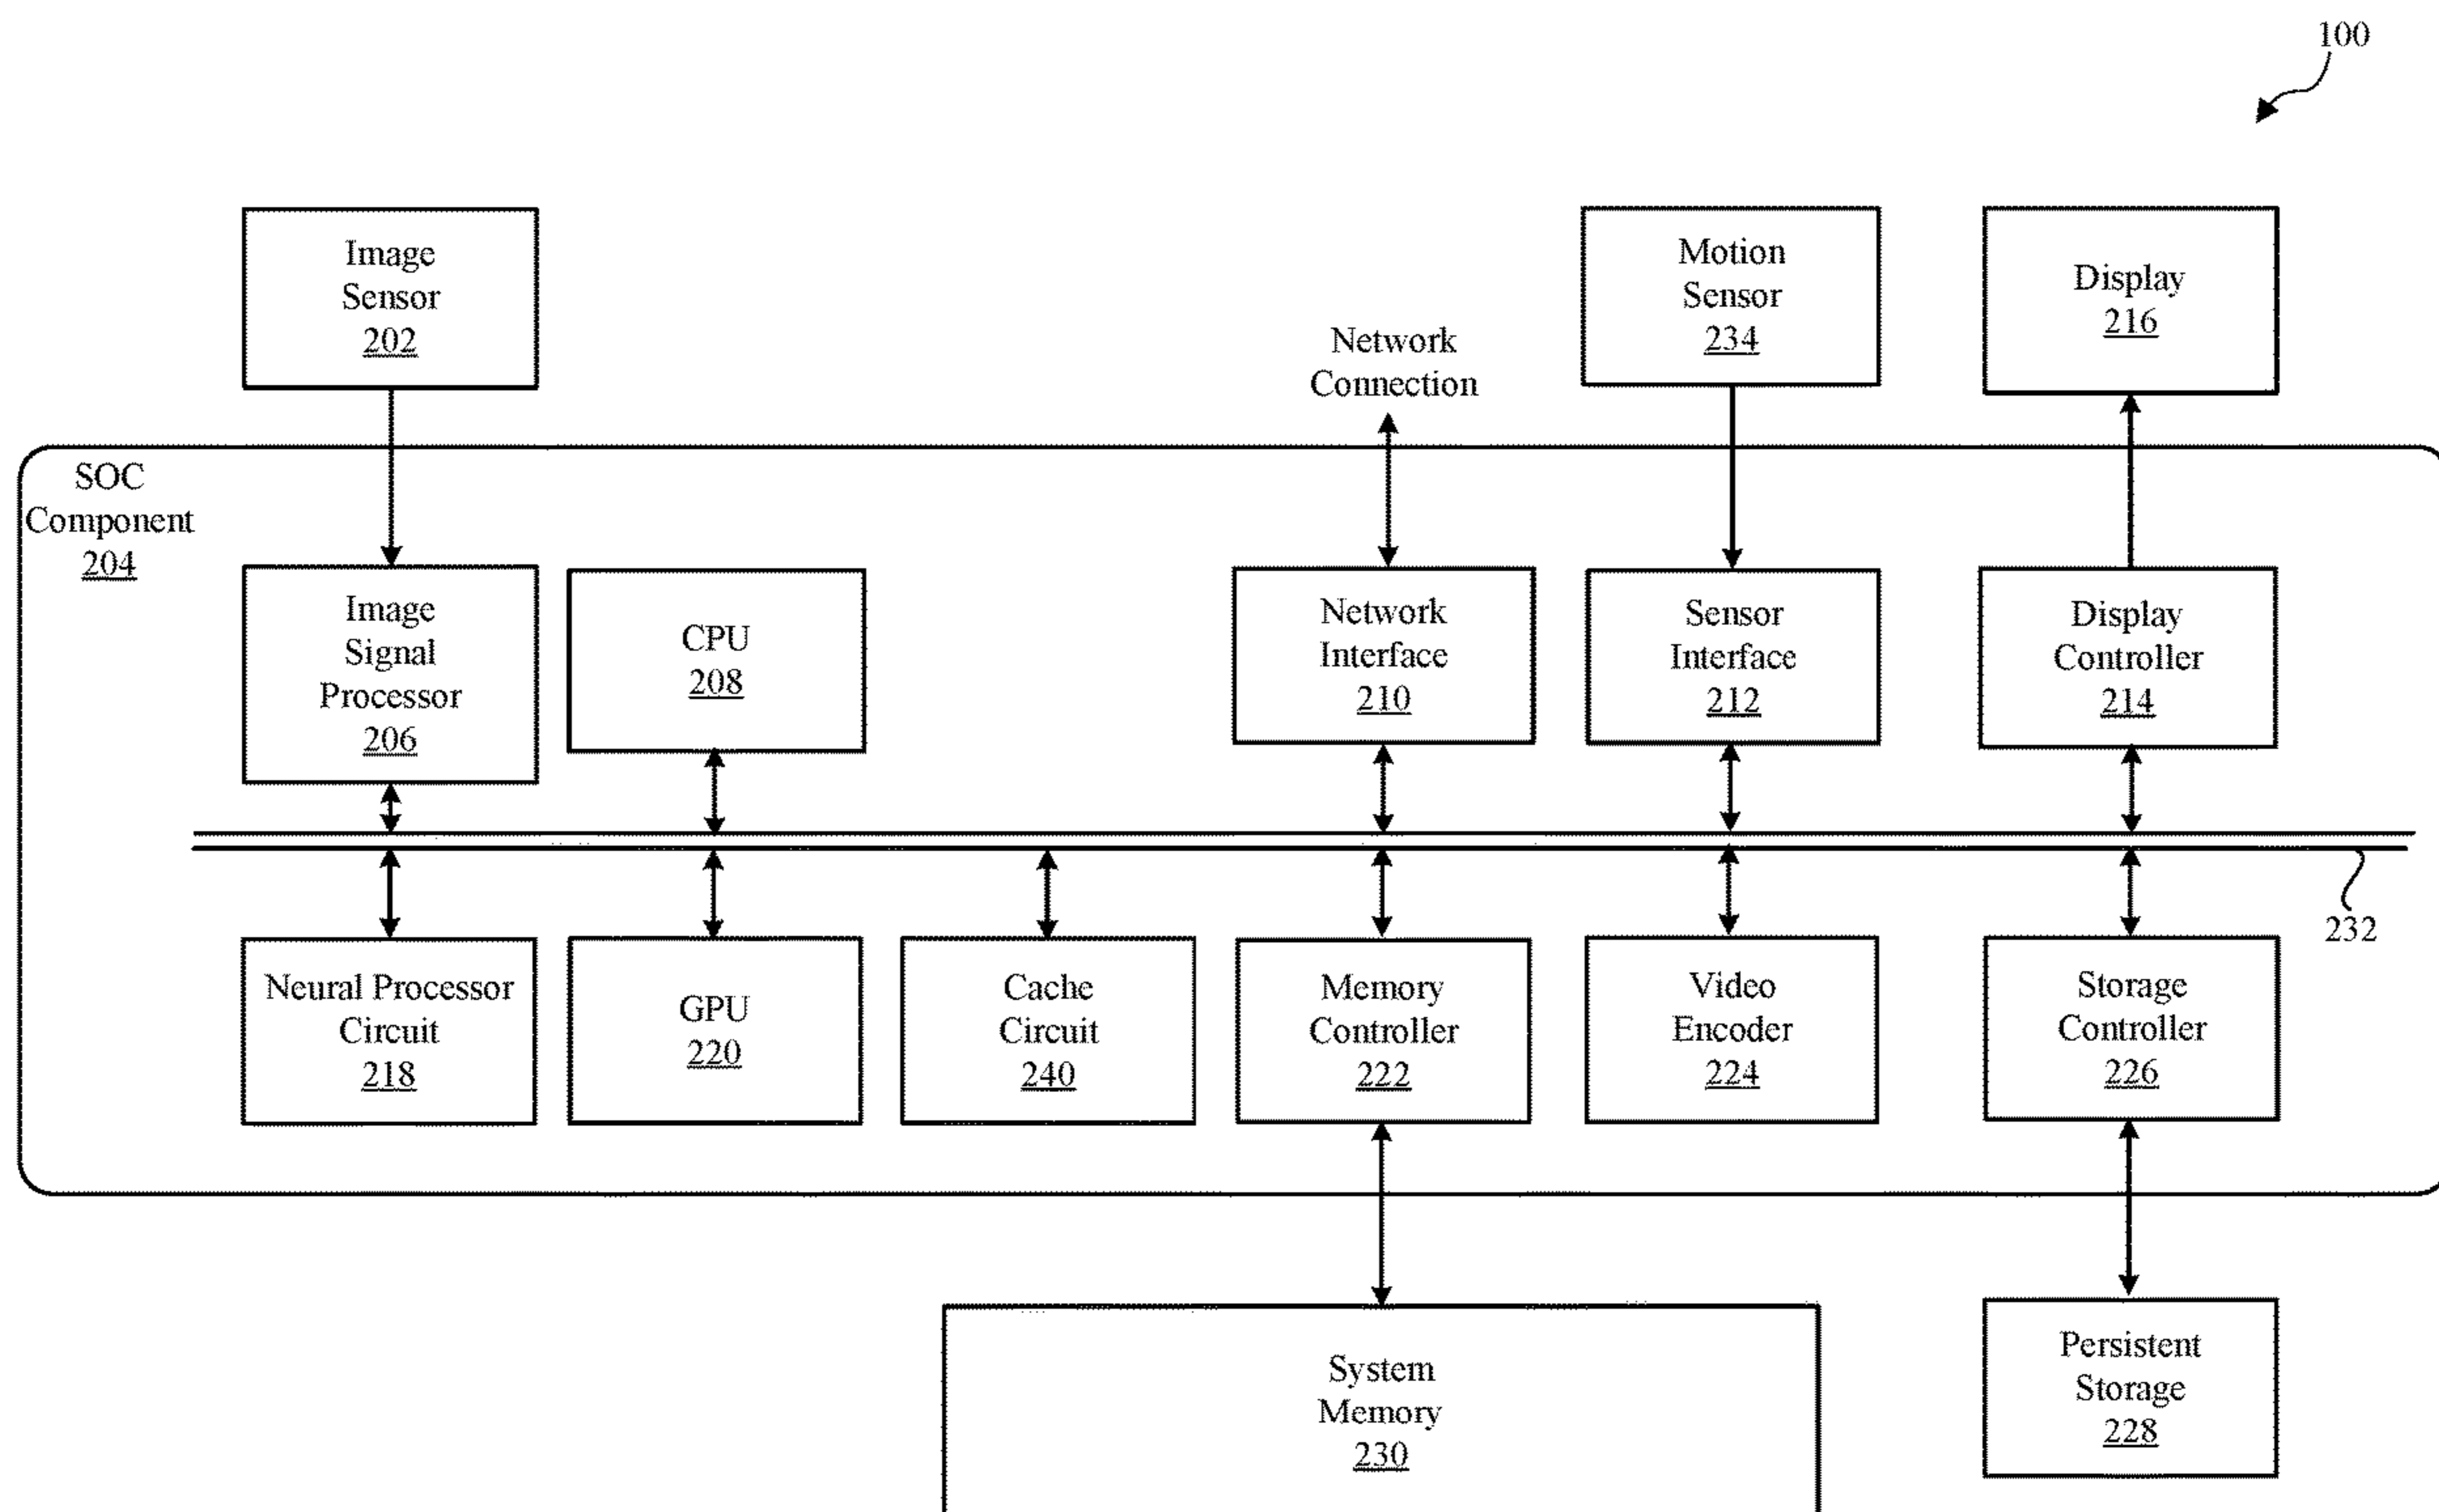 100
Image
Sensor
202
Network
Connection
Motion
Sensor
234
Display
216
SOC
Component
204
Image
Signal
Processor
206
CPU
208
Network
Interface
210
Sensor
Interface
212
Display
Controller
214
232
Neural Processor
Circuit
218
GPU
220
Cache
Circuit
240
Memory
Controller
222
Video
Encoder
224
Storage
Controller
226
System
Memory
230
Persistent
Storage
228